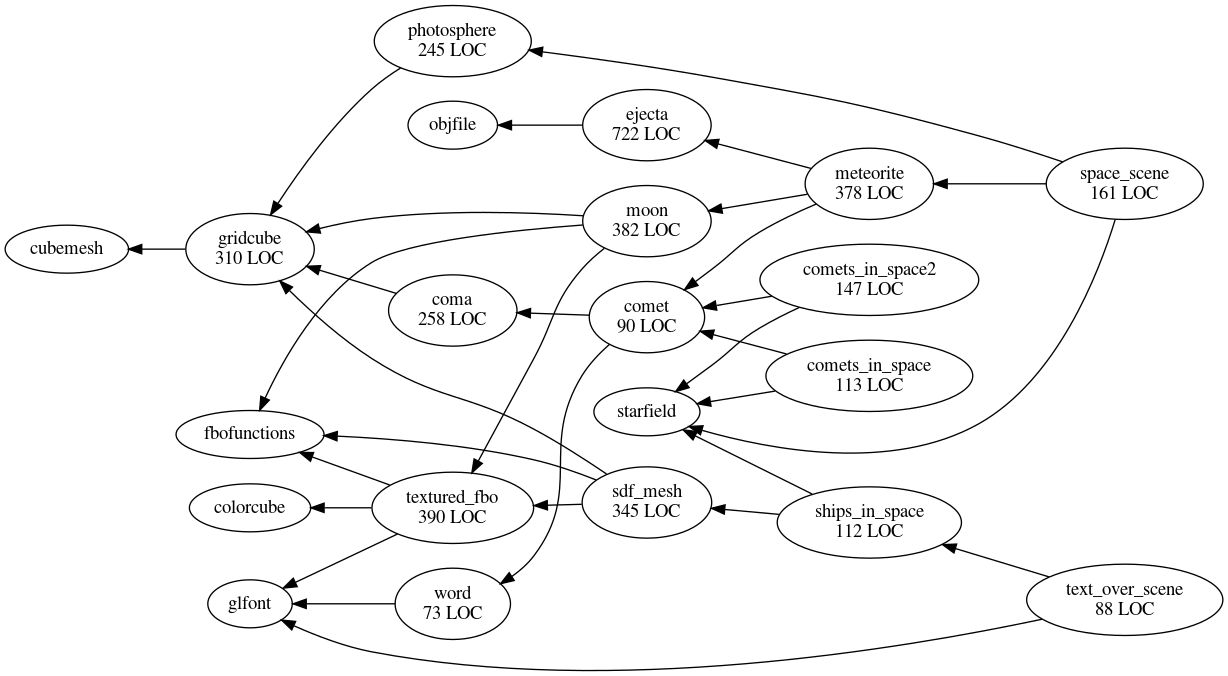 photosphere
245 LOC
objfile
ejecta
722 LOC
meteorite
378 LOC
space_scene
161 LOC
cubemesh
gridcube
310 LOC
moon
382 LOC
coma
258 LOC
comet
90 LOC
comets_in_space2
147 LOC
comets_in_space
113 LOC
starfield
fbofunctions
colorcube
textured_fbo
390 LOC
sdf_mesh
345 LOC
ships_in_space
112 LOC
glfont
word
73 LOC
text_over_scene
88 LOC